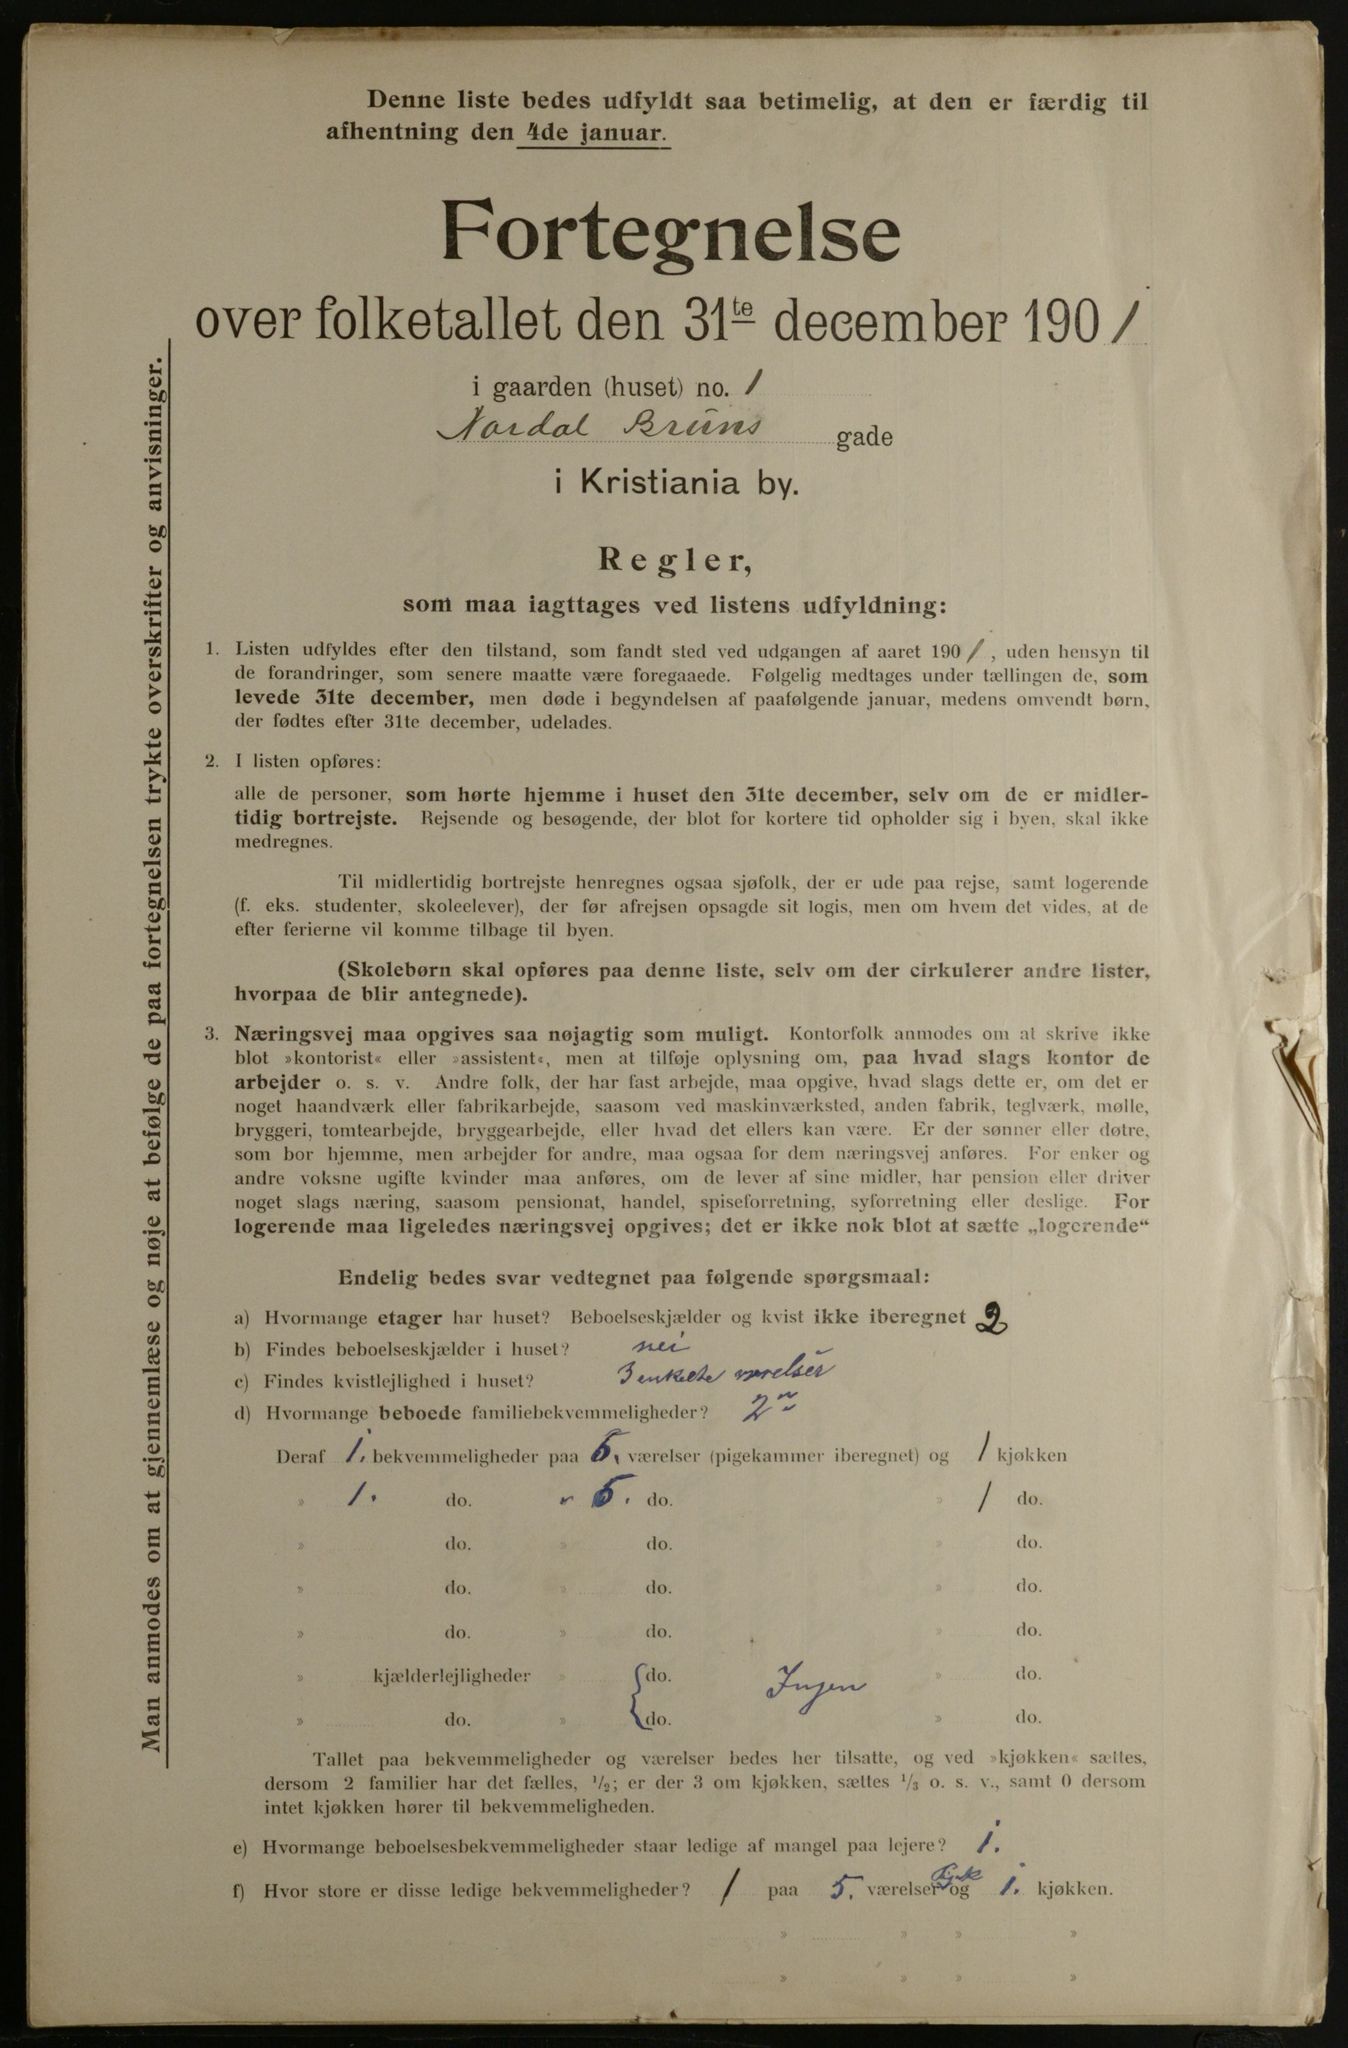 Denne liste bedes udfyldt saa betimelig, at den er færdig til
afhentning den 4de januar.
Fortegnelse
over folketallet den 31te december 1901
i gaarden (huset) no. 1
Nordal Bruns gade
i Kristiania by.
Regler,
som maa iagttages ved listens udfyldning:
1. Listen udfyldes efter den tilstand, som fandt sted ved udgangen af aaret 1901, uden hensyn til
de forandringer, som senere maatte være foregaaede. Følgelig medtages under tællingen de, som
levede 31te december, men døde i begyndelsen af paafølgende januar, medens omvendt børn,
der fødtes efter 31te december, udelades.
2. I listen opføres:
alle de personer, som hørte hjemme i huset den 31te december, selv om de er midler-
tidig bortrejste. Rejsende og besøgende, der blot for kortere tid opholder sig i byen, skal ikke
medregnes.
Til midlertidig bortrejste henregnes ogsaa sjøfolk, der er ude paa rejse, samt logerende
(f. eks. studenter, skoleelever), der før afrejsen opsagde sit logis, men om hvem det vides, at de
efter ferierne vil komme tilbage til byen.
(Skolebørn skal opføres paa denne liste, selv om der cirkulerer andre lister,
hvorpaa de blir antegnede).
3. Næringsvej maa opgives saa nøjagtig som muligt. Kontorfolk anmodes om at skrive ikke
blot »kontorist« eller »assistent«, men at tilføje oplysning om, paa hvad slags kontor de
arbejder o. s. v. Andre folk, der har fast arbejde, maa opgive, hvad slags dette er, om det er
noget haandværk eller fabrikarbejde, saasom ved maskinværksted, anden fabrik, teglværk, mølle,
bryggeri, tomtearbejde, bryggearbejde, eller hvad det ellers kan være. Er der sønner eller døtre,
som bor hjemme, men arbejder for andre, maa ogsaa for dem næringsvej anføres. For enker og
andre voksne ugifte kvinder maa anføres, om de lever af sine midler, har pension eller driver
noget slags næring, saasom pensionat, handel, spiseforretning, syforretning eller deslige. For
logerende maa ligeledes næringsvej opgives; det er ikke nok blot at sætte „logerende“
Endelig bedes svar vedtegnet paa følgende spørgsmaal:
a) Hvormange etager har huset? Beboelseskjælder og kvist ikke iberegnet 2
b) Findes beboelseskjælder i huset? nei
c) Findes kvistlejlighed i huset? 3 enkelte værelser
d) Hvormange beboede familiebekvemmeligheder? 2
Deraf 1. bekvemmeligheder paa 6. værelser (pigekammer iberegnet) og 1 kjøkken
» 1. do. » 6. do. » 1 do.
» do. » do. » do.
» do. » do. » do.
» do. » do. » do.
» kjælderlejligheder » do. Ingen » do.
» do. » do. » do.
Tallet paa bekvemmeligheder og værelser bedes her tilsatte, og ved »kjøkken« sættes,
dersom 2 familier har det fælles, 1/2; er der 3 om kjøkken, sættes 1/3 o. s. v., samt 0 dersom
intet kjøkken hører til bekvemmeligheden.
e) Hvormange beboelsesbekvemmeligheder staar ledige af mangel paa lejere? 1.
f) Hvor store er disse ledige bekvemmeligheder? 1 paa 5. værelser og 1. kjøkken.
» » » »
» » » »
Man anmodes om at gjennemlæse og nøje at befølge de paa fortegnelsen trykte overskrifter og anvisninger.